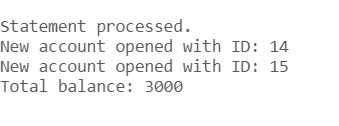 Statement processed.
New account opened with ID: 14
New account opened with ID: 15
Total balance: 3000